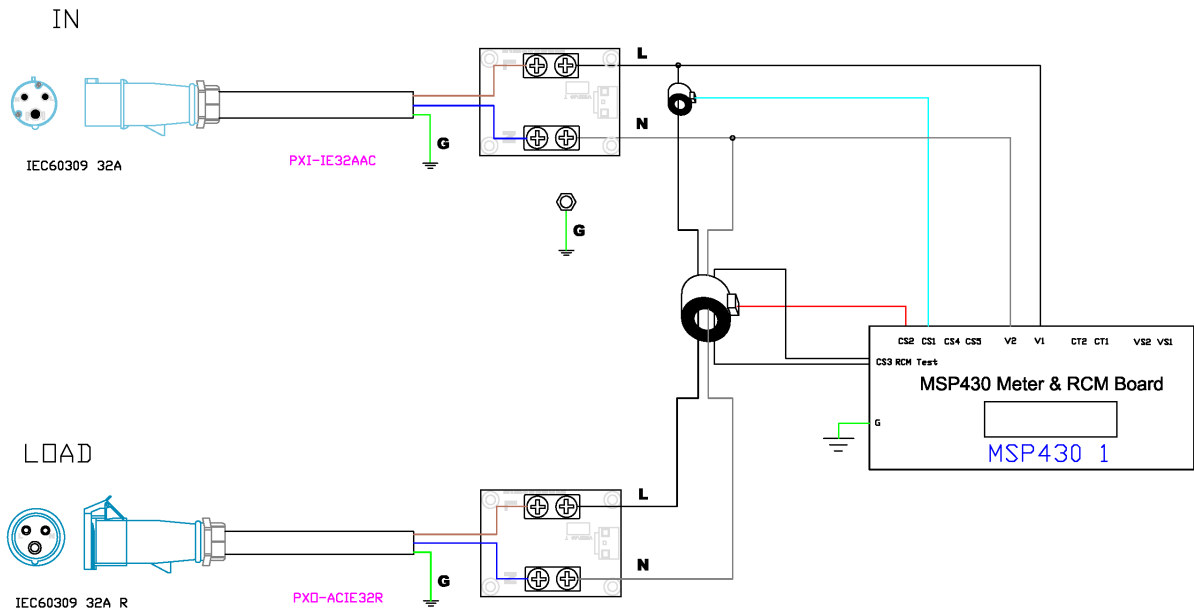 IN
L
N
G
IEC60309 32A
PXI-IE32AAC
G
CS2 CS1 CS4 CS5 V2 V1 CT2 CT1 VS2 VS1
CS3 RCM Test
MSP430 Meter & RCM Board
G
MSP430 1
LOAD
L
N
G
IEC60309 32A R
PXO-ACIE32R